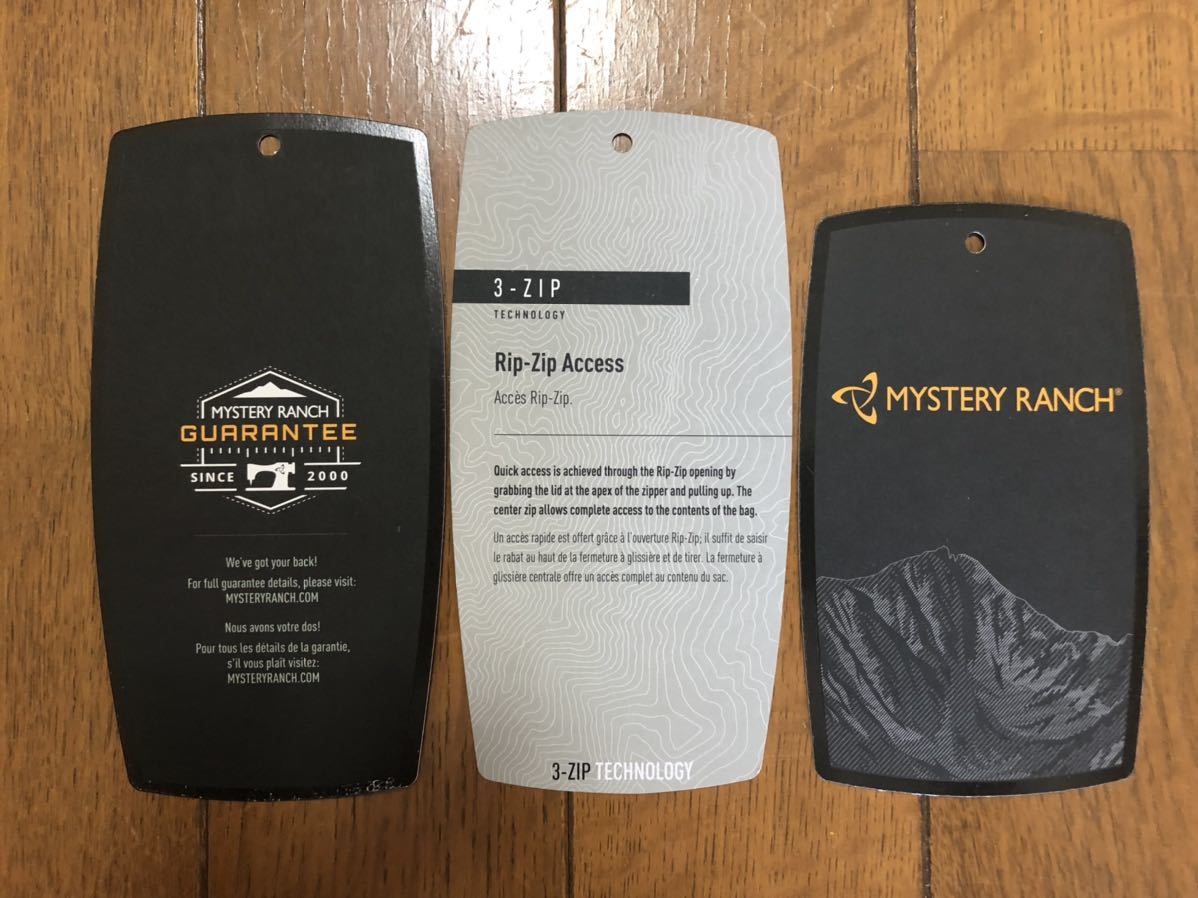 MYSTERY RANCH
GUARANTEE
SINCE 2000
We've got your back!
For full guarantee details, please visit:
MYSTERYRANCH.COM
Nous avons votre dos!
Pour tous les détails de la garantie,
s'il vous plaît visitez:
MYSTERYRANCH.COM
3-ZIP
TECHNOLOGY
Rip-Zip Access
Accès Rip-Zip.
Quick access is achieved through the Rip-Zip opening by
grabbing the lid at the apex of the zipper and pulling up. The
center zip allows complete access to the contents of the bag.
Un accès rapide est offert grâce à l'ouverture Rip-Zip; il suffit de saisir
le rabat au haut de la fermeture à glissière et de tirer. La fermeture à
glissière centrale offre un accès complet au contenu du sac.
3-ZIP TECHNOLOGY
MYSTERY RANCH®